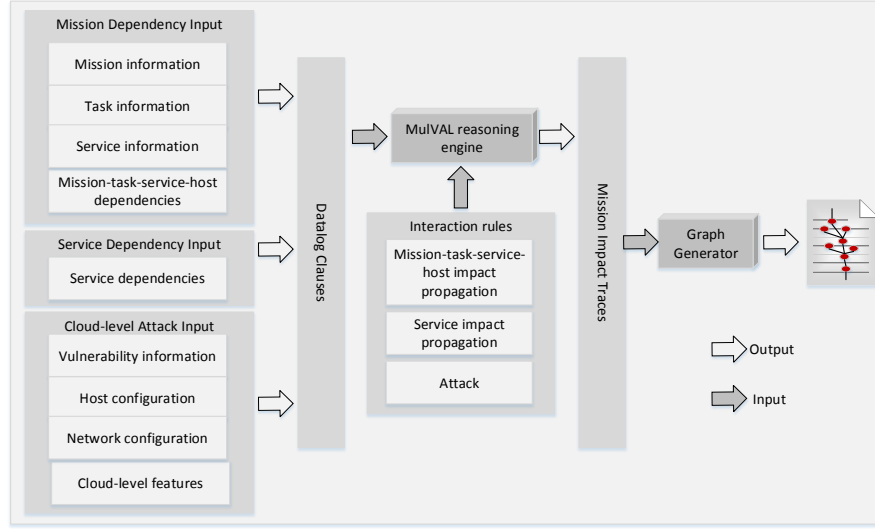 Mission Dependency Input
Mission information
Task information
Service information
Mission-task-service-host
dependencies
Service Dependency Input
Service dependencies
Cloud-level Attack Input
Vulnerability information
Host configuration
Network configuration
Cloud-level features
Datalog Clauses
MulVAL reasoning
engine
Interaction rules
Mission-task-service-
host impact
propagation
Service impact
propagation
Attack
Mission Impact Traces
Graph
Generator
Output
Input